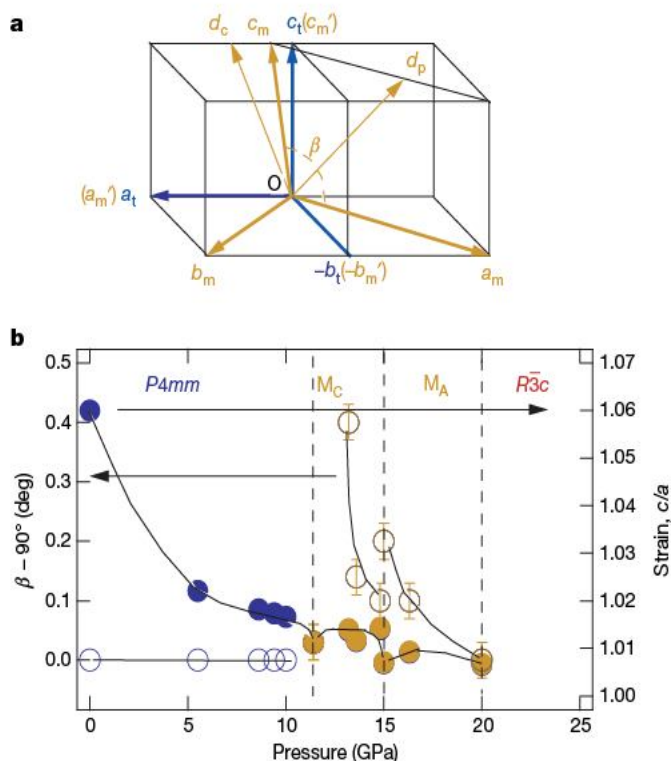 a
d_c c_m c_t(c_m′)
d_p
β
O
(a_m′) a_t
b_m –b_t(–b_m′) a_m
b
0.5 1.07
P4mm M_C M_A R3̄c
0.4 1.06
1.05
0.3
1.04
0.2
1.03
0.1 1.02
0.0 1.01
1.00
β – 90° (deg)
Strain, c/a
0 5 10 15 20 25
Pressure (GPa)